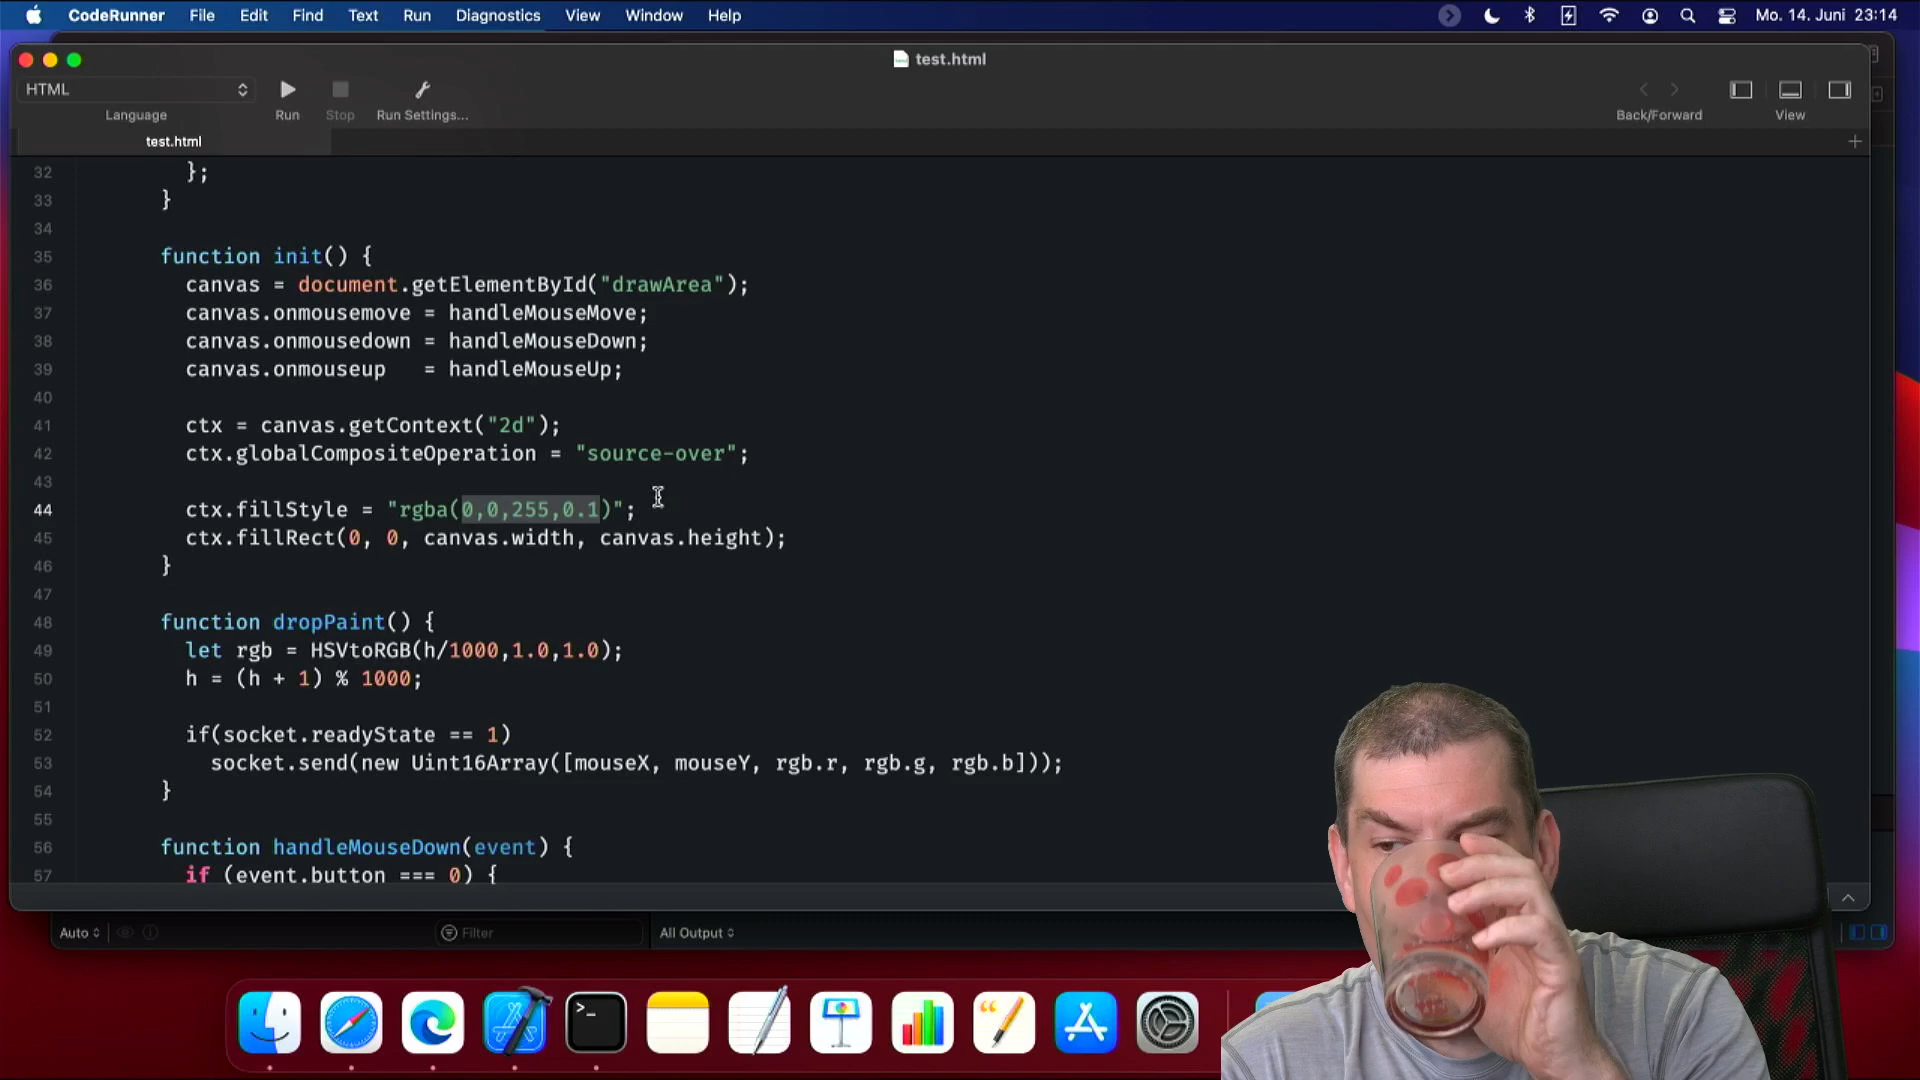 CodeRunner File Edit Find Text Run Diagnostics View Window Help Mo. 14. Juni 23:14
test.html
HTML
Language Run Stop Run Settings... Back/Forward View
test.html
32 };
33 }
34
35 function init() {
36 canvas = document.getElementById("drawArea");
37 canvas.onmousemove = handleMouseMove;
38 canvas.onmousedown = handleMouseDown;
39 canvas.onmouseup = handleMouseUp;
40
41 ctx = canvas.getContext("2d");
42 ctx.globalCompositeOperation = "source-over";
43
44 ctx.fillStyle = "rgba(0,0,255,0.1)";
45 ctx.fillRect(0, 0, canvas.width, canvas.height);
46 }
47
48 function dropPaint() {
49 let rgb = HSVtoRGB(h/1000,1.0,1.0);
50 h = (h + 1) % 1000;
51
52 if(socket.readyState == 1)
53 socket.send(new Uint16Array([mouseX, mouseY, rgb.r, rgb.g, rgb.b]));
54 }
55
56 function handleMouseDown(event) {
57 if (event.button === 0) {
Auto Filter All Output